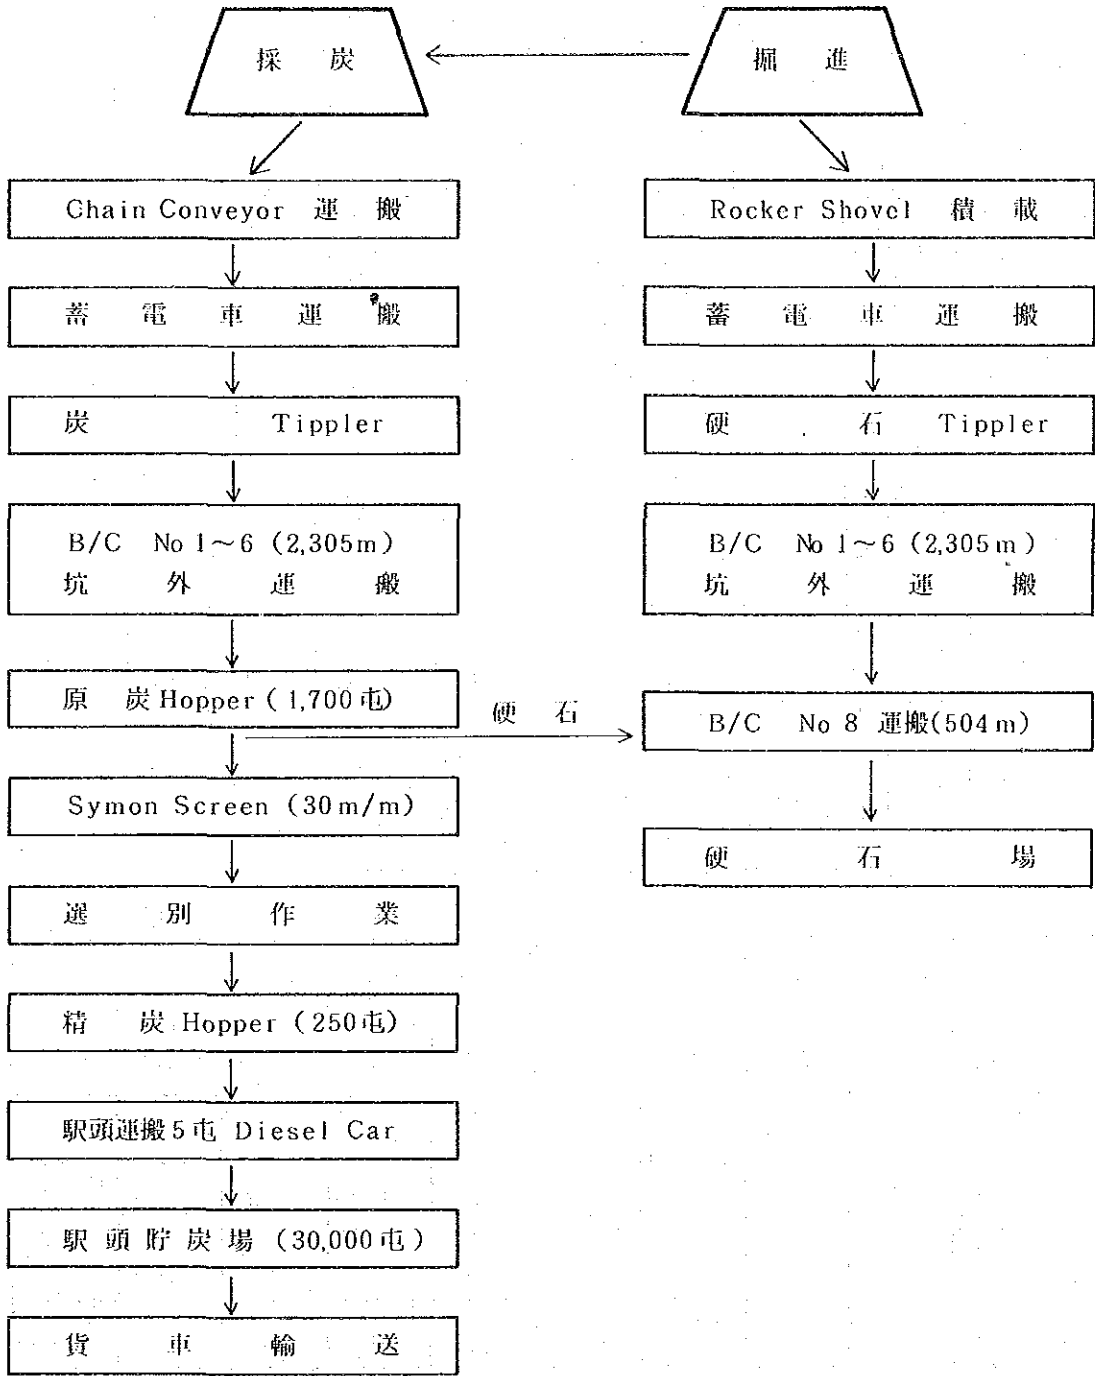 採 炭
掘 進
Chain Conveyor 運 搬
Rocker Shovel 積 載
蓄 電 車 運 搬
蓄 電 車 運 搬
炭 Tippler
硬 石 Tippler
B/C No 1～6 (2,305m)
坑 外 運 搬
B/C No 1～6 (2,305m)
坑 外 運 搬
原 炭 Hopper (1,700屯)
硬 石
B/C No 8 運搬(504m)
Symon Screen (30m/m)
硬 石 場
選 別 作 業
精 炭 Hopper (250屯)
駅頭運搬5屯 Diesel Car
駅 頭 貯 炭 場 (30,000屯)
貨 車 輸 送